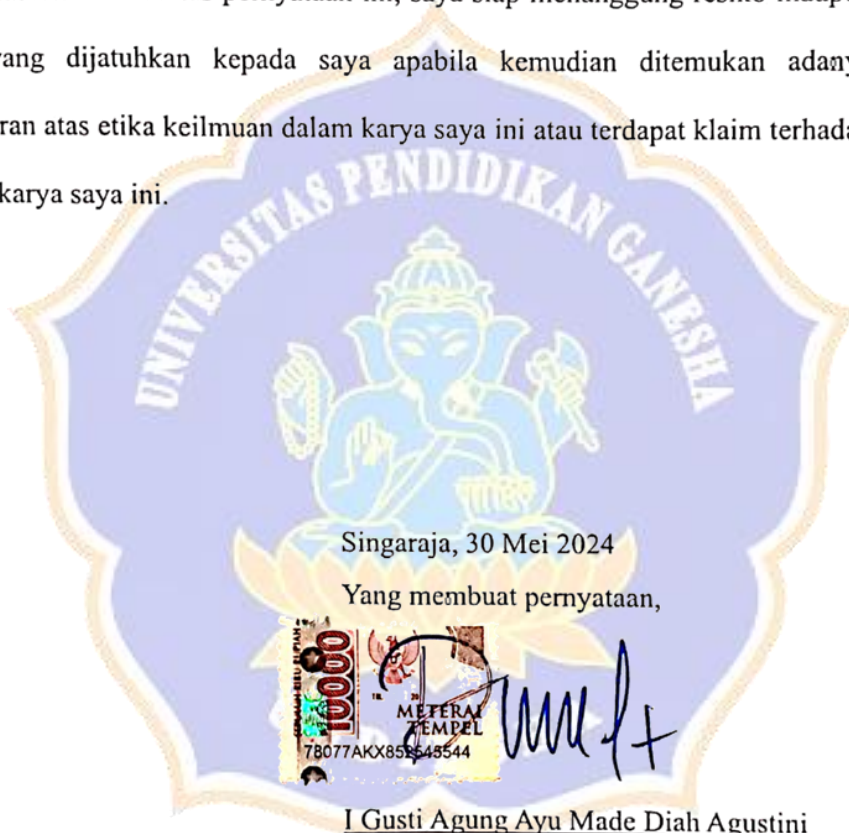 yang dijatuhkan kepada saya apabila kemudian ditemukan adany
ran atas etika keilmuan dalam karya saya ini atau terdapat klaim terhada
karya saya ini.
UNIVERSITAS PENDIDIKAN GANESHA
Singaraja, 30 Mei 2024
Yang membuat pernyataan,
10000
METERAI
TEMPEL
I Gusti Agung Ayu Made Diah Agustini